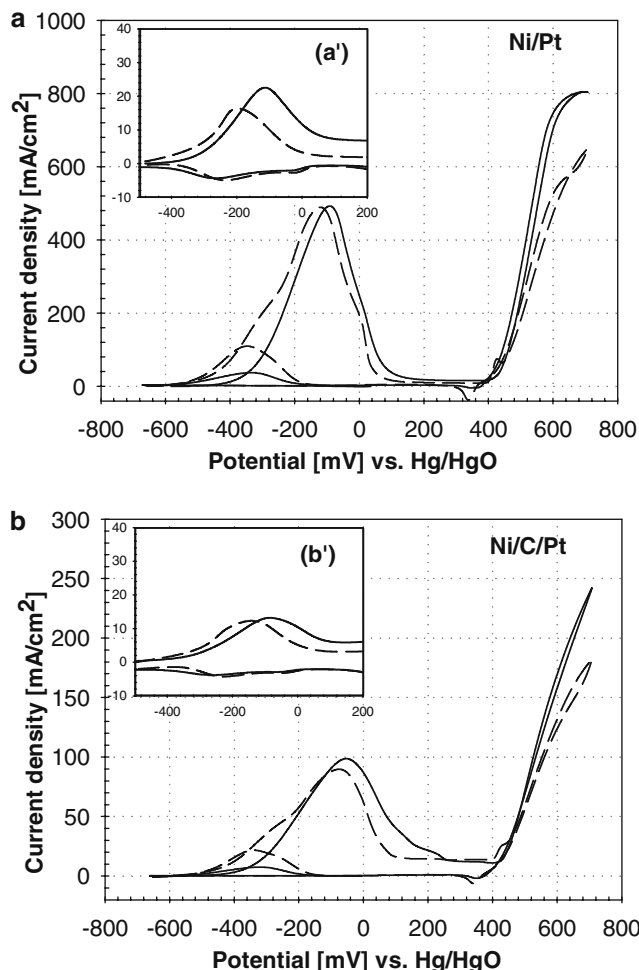 a
1000
800
600
400
200
0
Current density [mA/cm²]
Ni/Pt
(a')
40
30
20
10
0
-10
-400 -200 0 200
-800 -600 -400 -200 0 200 400 600 800
Potential [mV] vs. Hg/HgO
b
300
250
200
150
100
50
0
Current density [mA/cm²]
Ni/C/Pt
(b')
40
30
20
10
0
-10
-400 -200 0 200
-800 -600 -400 -200 0 200 400 600 800
Potential [mV] vs. Hg/HgO